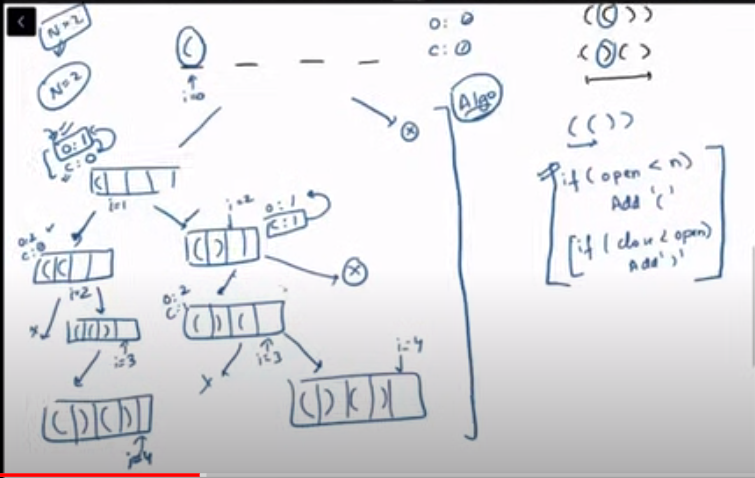 N=2
N=2
(
i=0
o: 0
c: 0
( ( ) )
( ) ( )
Algo
( ( ) )
if (open < n)
Add '('
if (close < open)
Add ')'
o: 1
c: 0
(
i=1
i=2
o: 1
c: 1
( )
o:2
c:0
( (
i=2
o:2
( ) (
i=3
x
( ( )
i=3
x
i=4
( ) ( )
( ) ( )
i=4